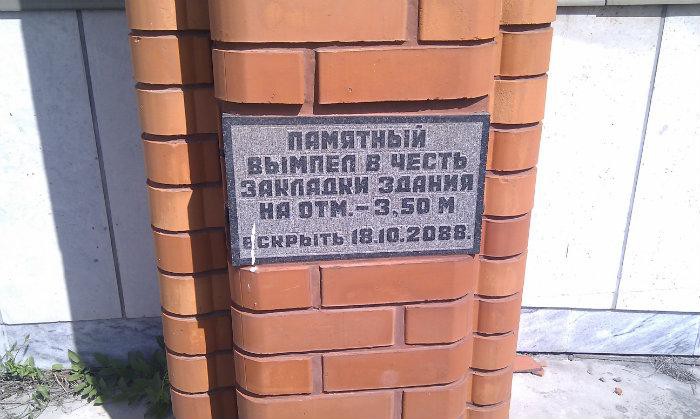 ПАМЯТНЫЙ
ВЫМПЕЛ В ЧЕСТЬ
ЗАКЛАДКИ ЗДАНИЯ
НА ОТМ.-3,50 М
ВСКРЫТЬ 18.10.2088.